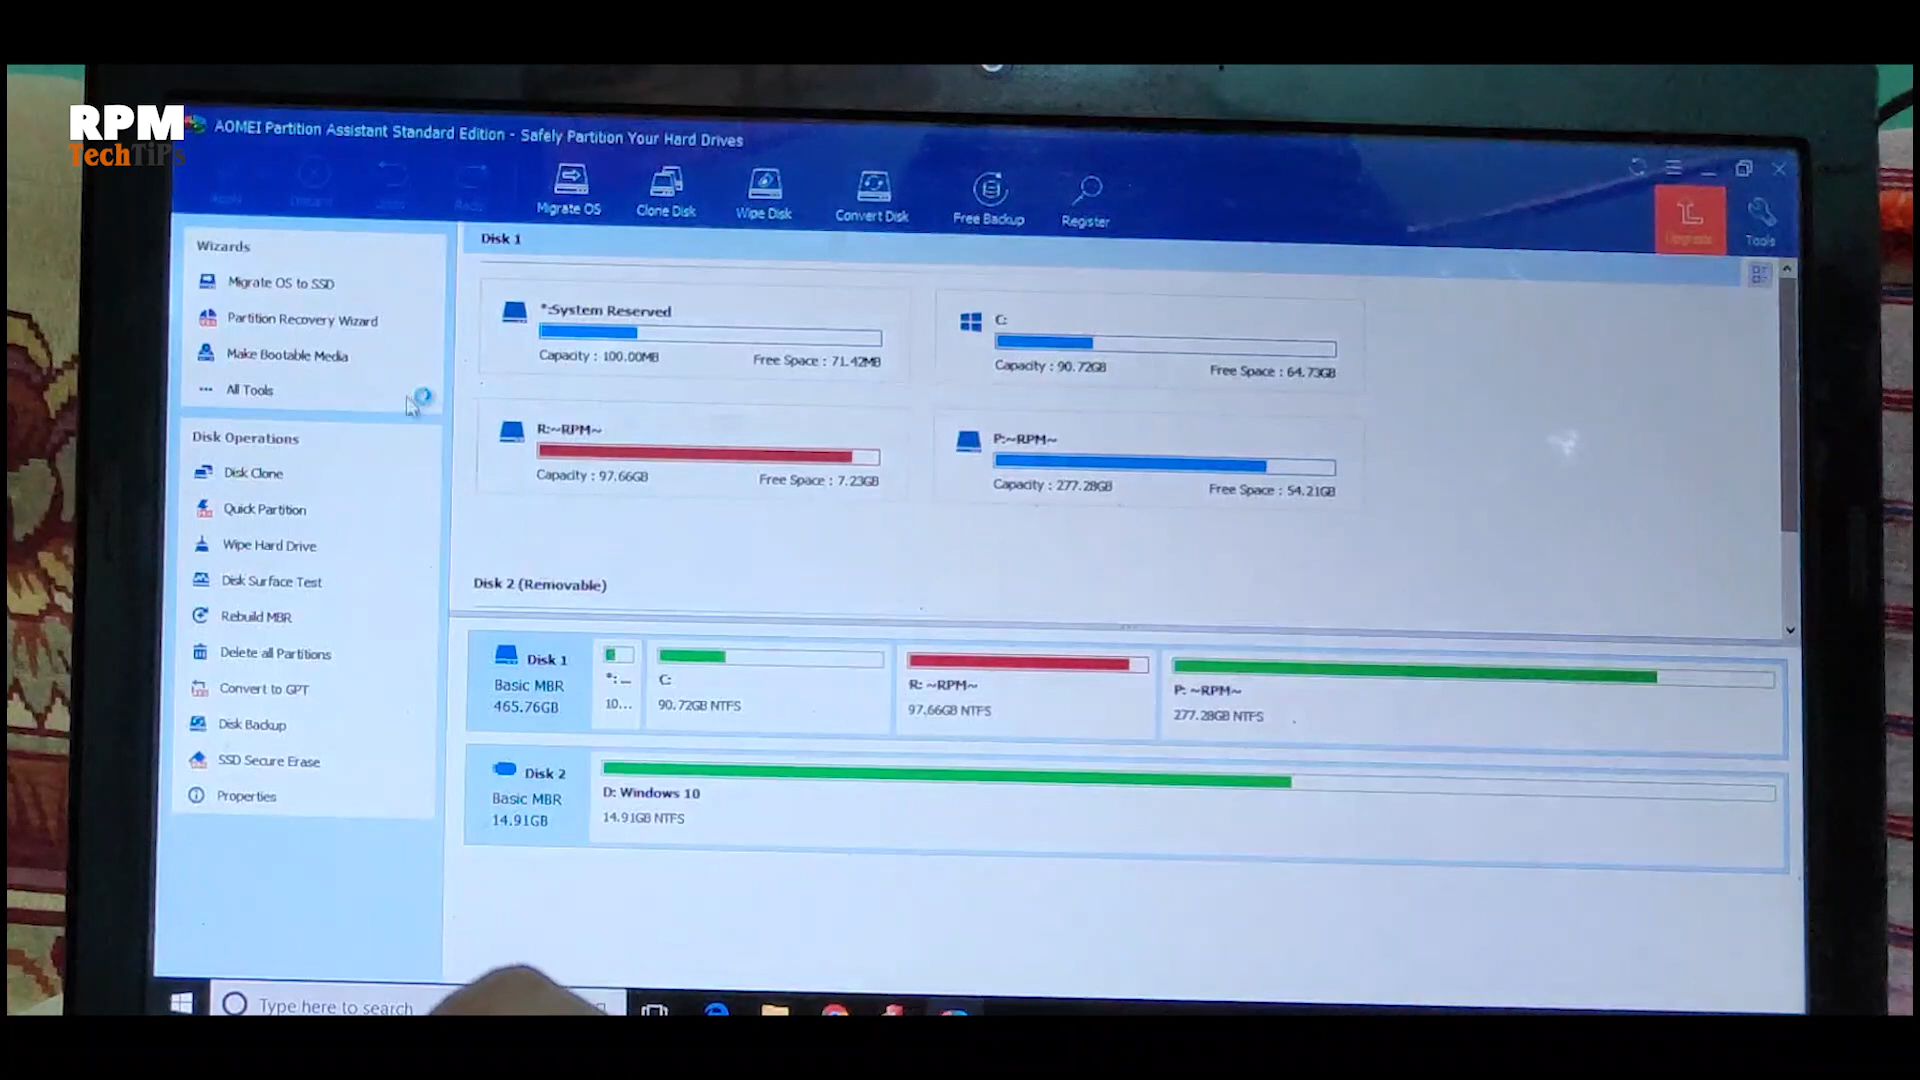 RPM
TechTiPs
AOMEI Partition Assistant Standard Edition - Safely Partition Your Hard Drives
Apply
Discard
Undo
Redo
Migrate OS
Clone Disk
Wipe Disk
Convert Disk
Free Backup
Register
Upgrade
Tools
Wizards
Migrate OS to SSD
Partition Recovery Wizard
Make Bootable Media
All Tools
Disk Operations
Disk Clone
Quick Partition
Wipe Hard Drive
Disk Surface Test
Rebuild MBR
Delete all Partitions
Convert to GPT
Disk Backup
SSD Secure Erase
Properties
Disk 1
*:System Reserved
Capacity : 100.00MB Free Space : 71.42MB
C:
Capacity : 90.72GB Free Space : 64.73GB
R:~RPM~
Capacity : 97.66GB Free Space : 7.23GB
P:~RPM~
Capacity : 277.28GB Free Space : 54.21GB
Disk 2 (Removable)
Disk 1
Basic MBR
465.76GB
*: ...
10...
C:
90.72GB NTFS
R: ~RPM~
97.66GB NTFS
P: ~RPM~
277.28GB NTFS
Disk 2
Basic MBR
14.91GB
D: Windows 10
14.91GB NTFS
Type here to search